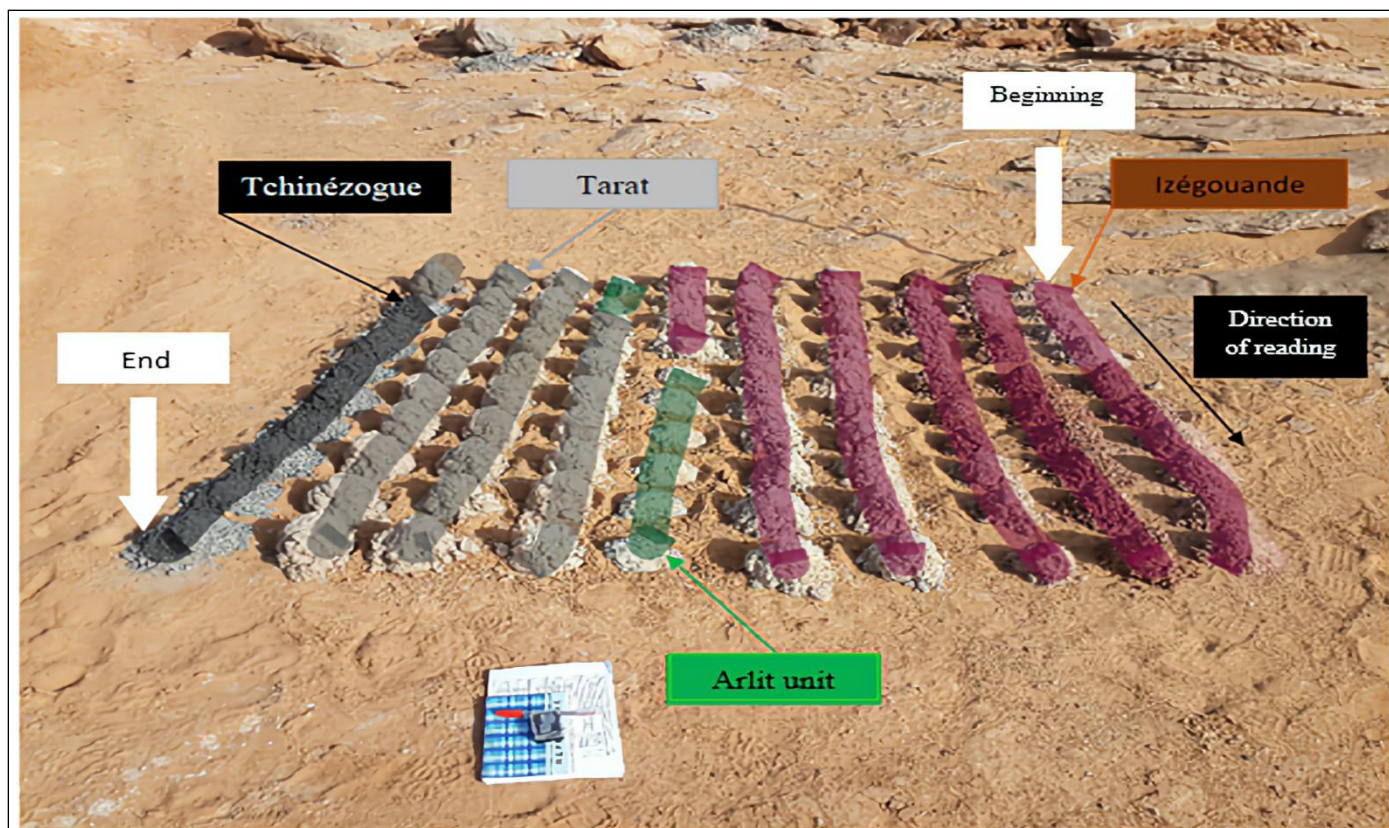 Beginning
Tchinézogue
Tarat
Izégouande
Direction
of reading
End
Arlit unit